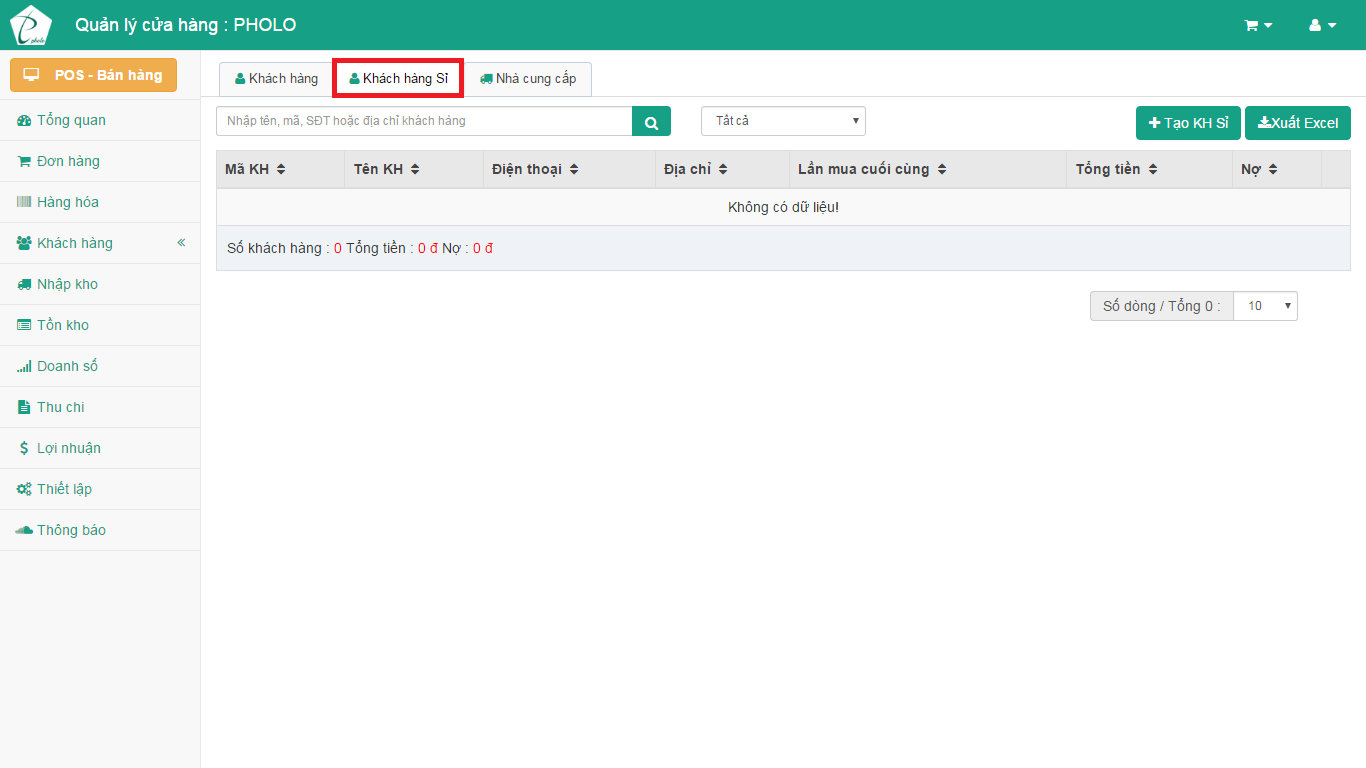 pholo
Quản lý cửa hàng : PHOLO
POS - Bán hàng
Tổng quan
Đơn hàng
Hàng hóa
Khách hàng
Nhập kho
Tồn kho
Doanh số
Thu chi
Lợi nhuận
Thiết lập
Thông báo
Khách hàng
Khách hàng Sỉ
Nhà cung cấp
Nhập tên, mã, SĐT hoặc địa chỉ khách hàng
Tất cả
Tạo KH Sỉ
Xuất Excel
Mã KH
Tên KH
Điện thoại
Địa chỉ
Lần mua cuối cùng
Tổng tiền
Nợ
Không có dữ liệu!
Số khách hàng : 0 Tổng tiền : 0 đ Nợ : 0 đ
Số dòng / Tổng 0 :
10